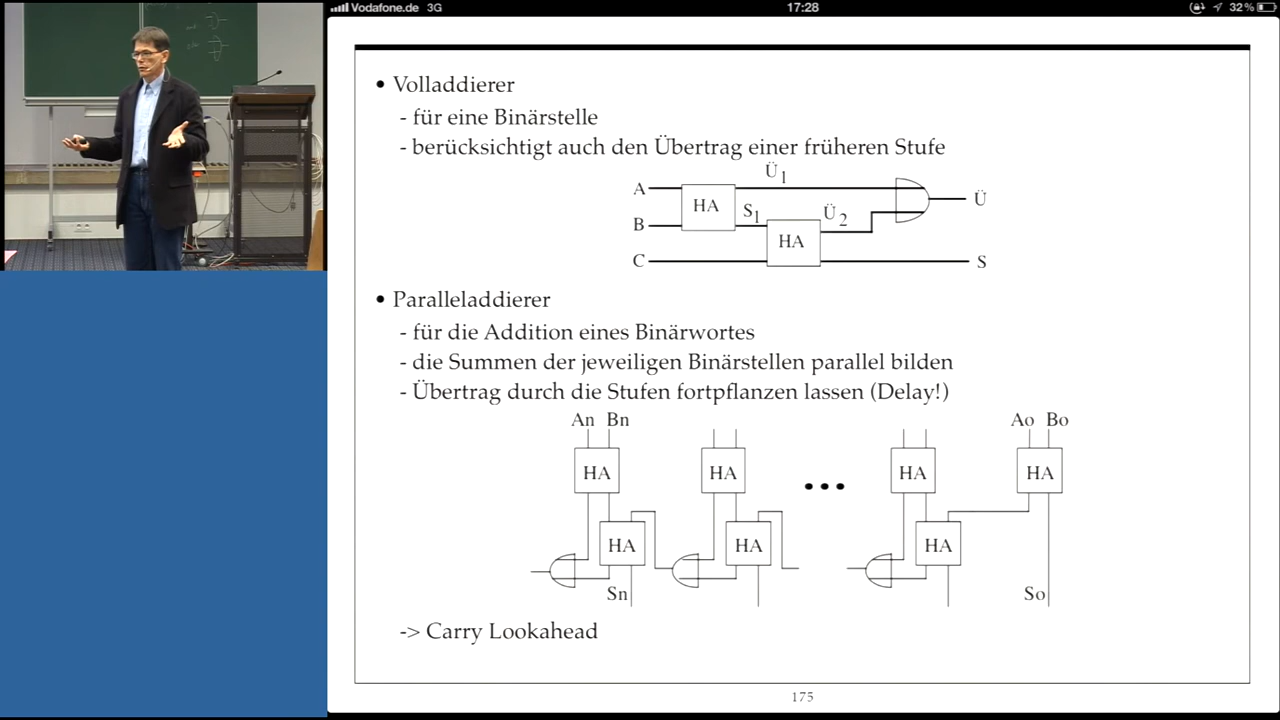 Vodafone.de 3G 17:28 32%
• Volladdierer
- für eine Binärstelle
- berücksichtigt auch den Übertrag einer früheren Stufe
Ü1
A HA Ü
B S1 Ü2
HA
C S
• Paralleladdierer
- für die Addition eines Binärwortes
- die Summen der jeweiligen Binärstellen parallel bilden
- Übertrag durch die Stufen fortpflanzen lassen (Delay!)
An Bn Ao Bo
HA HA HA HA
HA HA HA
Sn So
-> Carry Lookahead
175